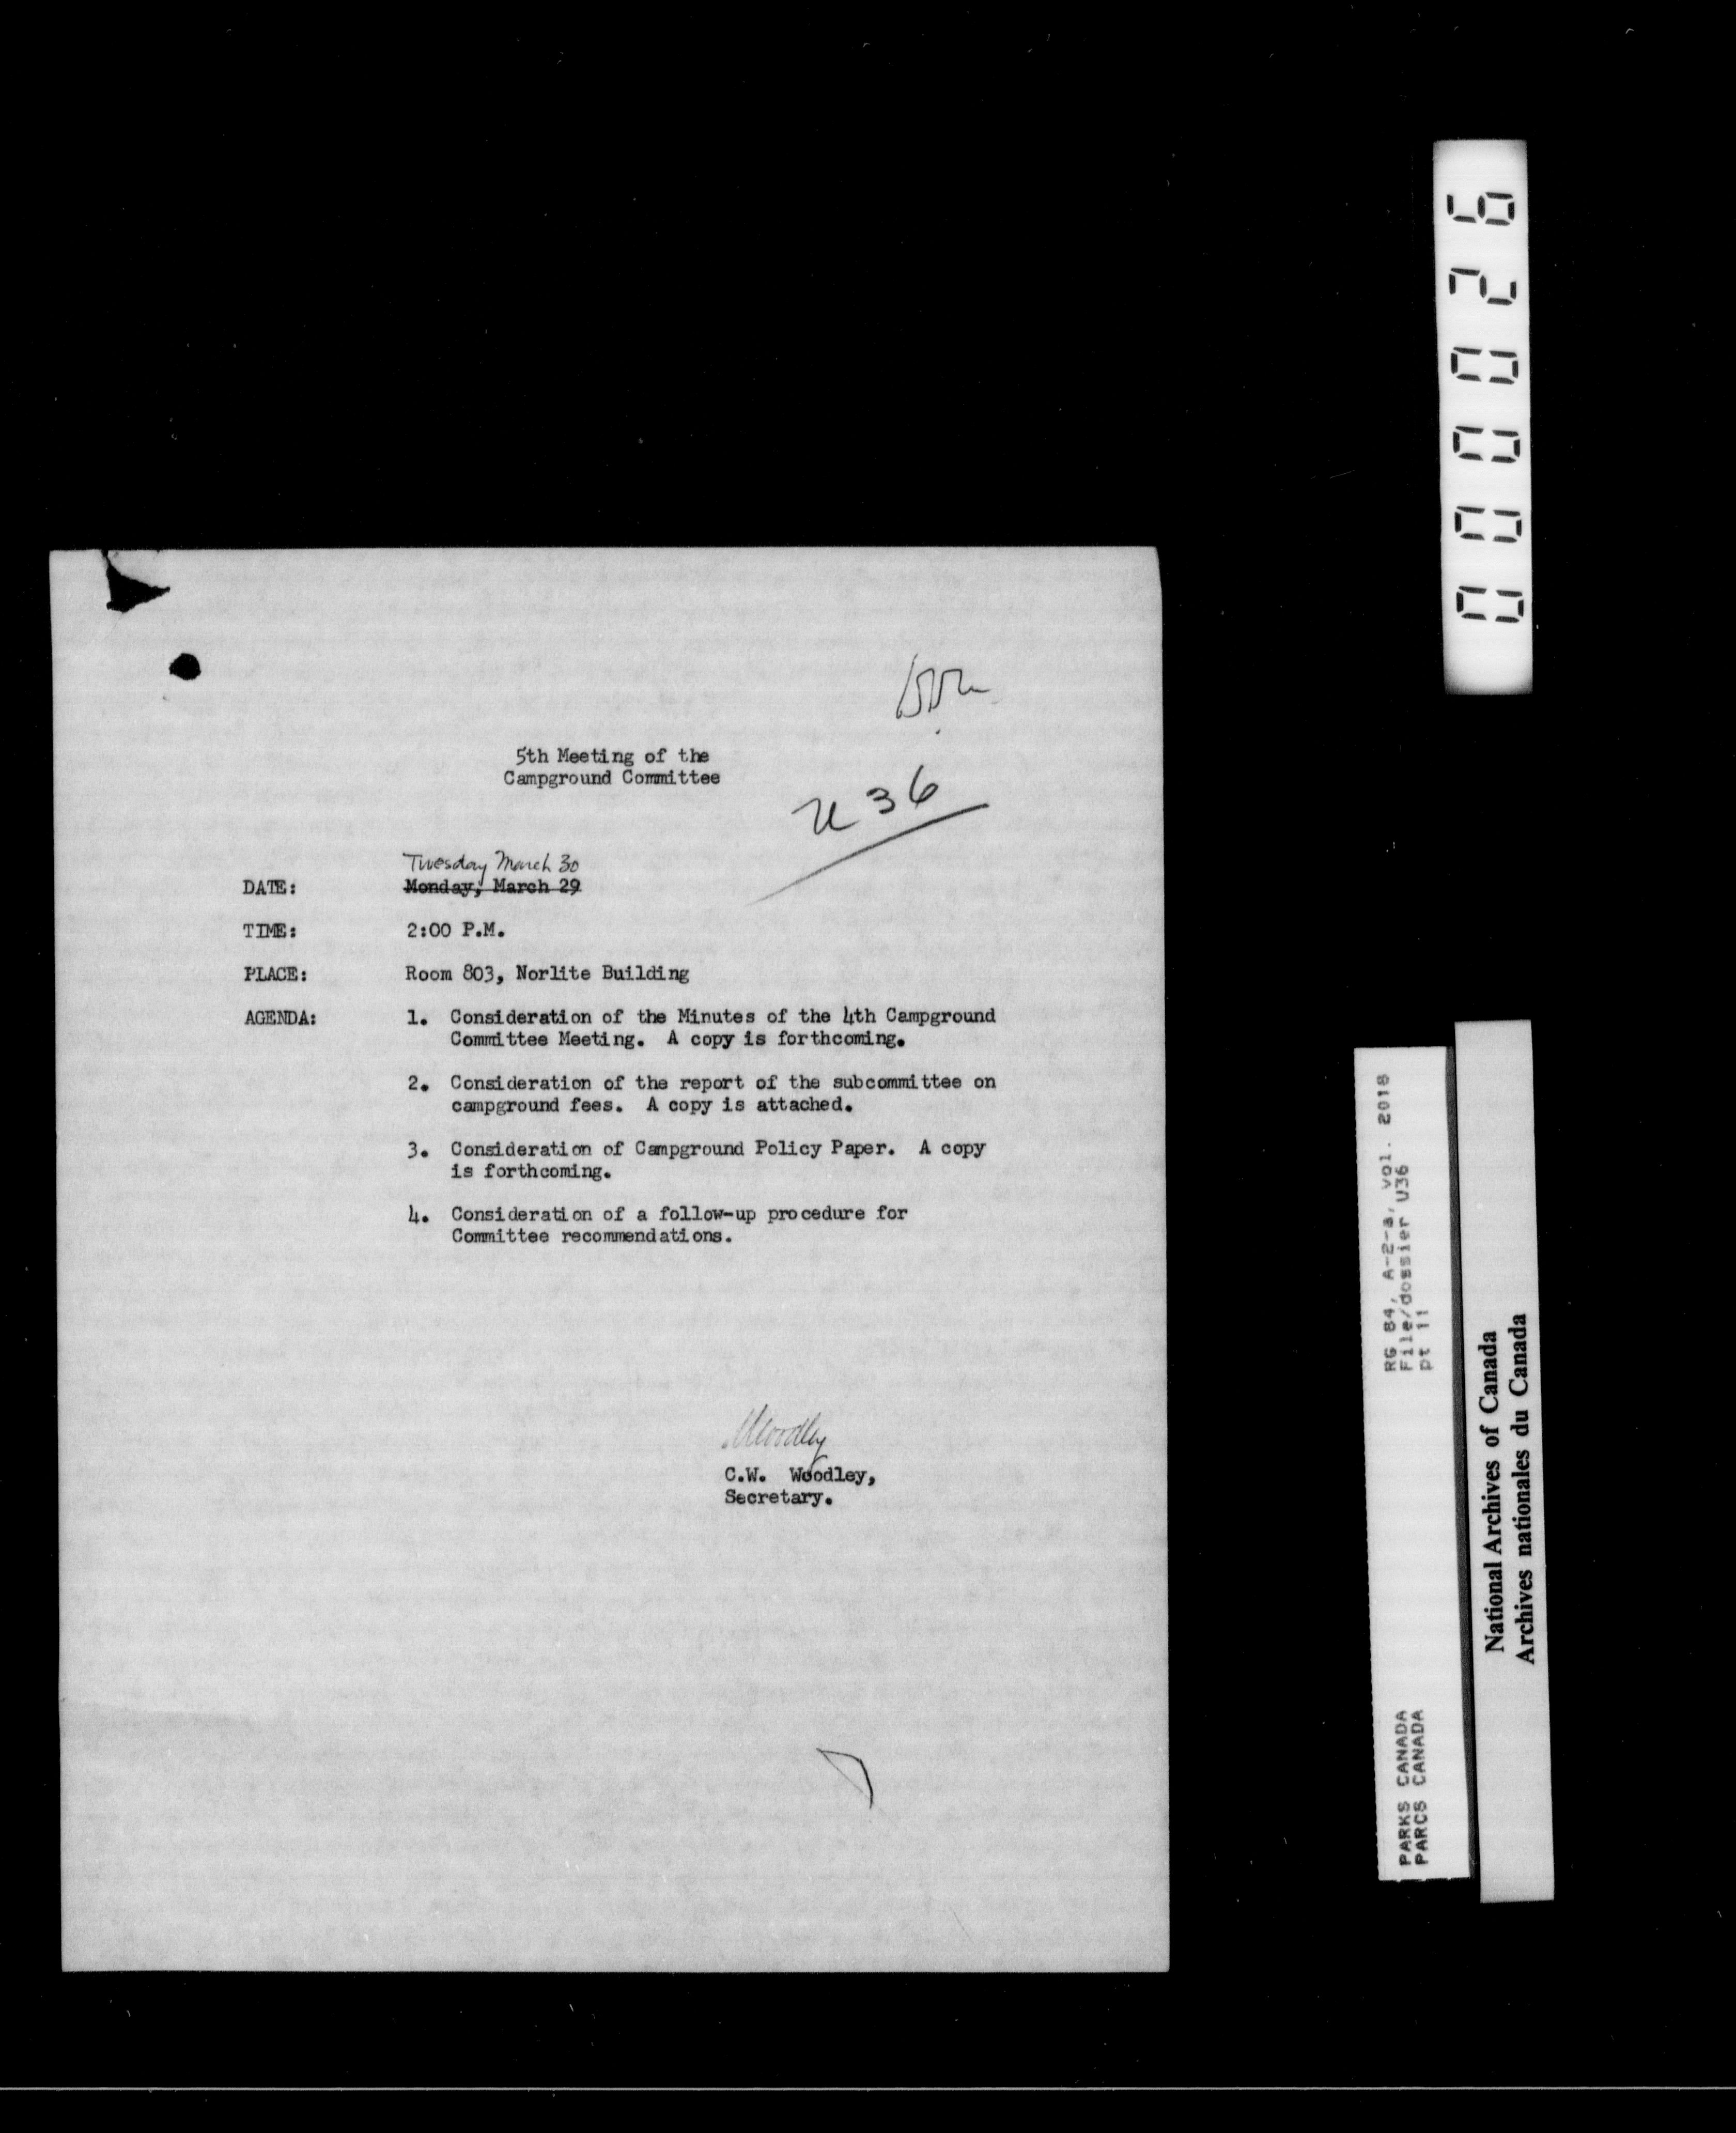 5th Meeting of the
Campground Committee
U 36
Tuesday March 30
DATE: Monday, March 29
TIME: 2:00 P.M.
PLACE: Room 803, Norlite Building
AGENDA: 1. Consideration of the Minutes of the 4th Campground
Committee Meeting. A copy is forthcoming.
2. Consideration of the report of the subcommittee on
campground fees. A copy is attached.
3. Consideration of Campground Policy Paper. A copy
is forthcoming.
4. Consideration of a follow-up procedure for
Committee recommendations.
Woodley
C.W. Woodley,
Secretary.
000026
PARKS CANADA RG 84, A-2-a, vol. 2018
PARCS CANADA File/dossier U36
pt 11
National Archives of Canada
Archives nationales du Canada